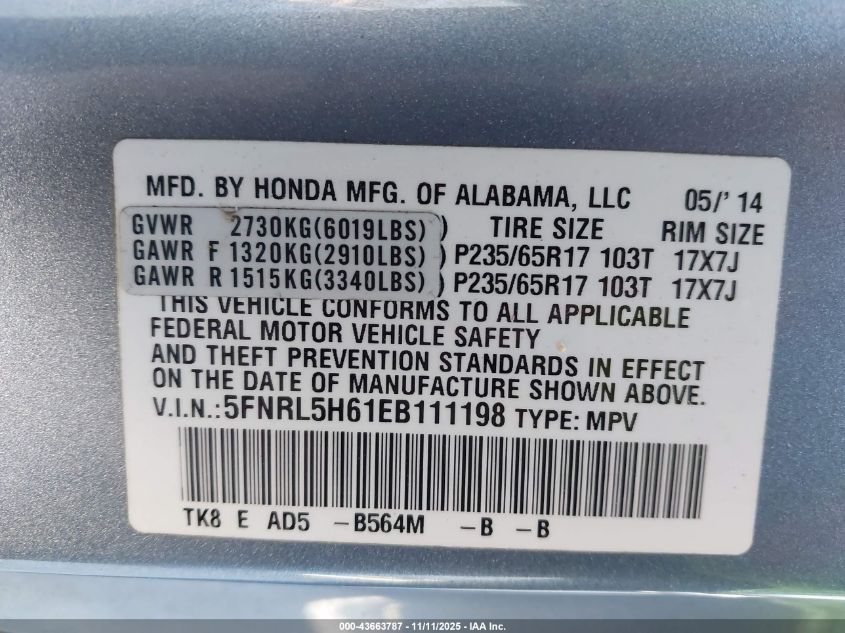 MFD. BY HONDA MFG. OF ALABAMA, LLC 05/'14
GVWR 2730KG(6019LBS) ) TIRE SIZE RIM SIZE
GAWR F 1320KG(2910LBS) ) P235/65R17 103T 17X7J
GAWR R 1515KG(3340LBS) ) P235/65R17 103T 17X7J
THIS VEHICLE CONFORMS TO ALL APPLICABLE
FEDERAL MOTOR VEHICLE SAFETY
AND THEFT PREVENTION STANDARDS IN EFFECT
ON THE DATE OF MANUFACTURE SHOWN ABOVE.
V.I.N.:5FNRL5H61EB111198 TYPE: MPV
TK8 E AD5 -B564M -B -B
000-43663787 - 11/11/2025 - IAA Inc.